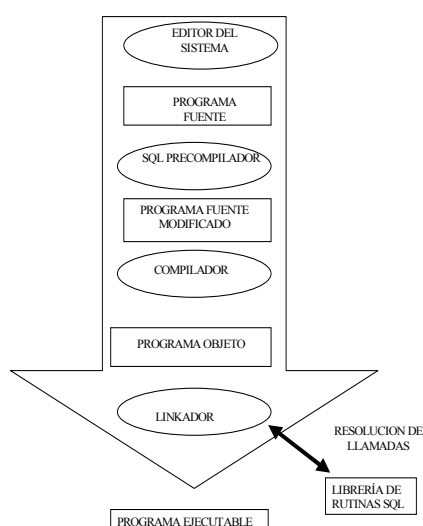 EDITOR DEL
SISTEMA
PROGRAMA
FUENTE
SQL PRECOMPILADOR
PROGRAMA FUENTE
MODIFICADO
COMPILADOR
PROGRAMA OBJETO
LINKADOR
RESOLUCION DE
LLAMADAS
LIBRERÍA DE
RUTINAS SQL
PROGRAMA EJECUTABLE